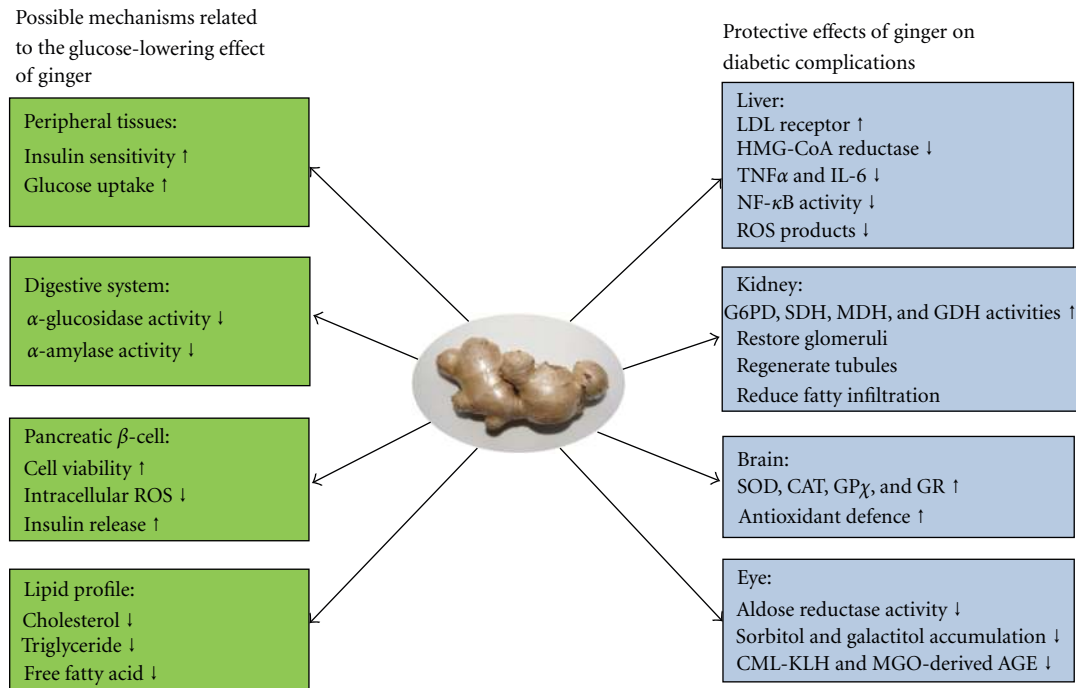 Possible mechanisms related
to the glucose-lowering effect
of ginger
Peripheral tissues:
Insulin sensitivity ↑
Glucose uptake ↑
Digestive system:
α-glucosidase activity ↓
α-amylase activity ↓
Pancreatic β-cell:
Cell viability ↑
Intracellular ROS ↓
Insulin release ↑
Lipid profile:
Cholesterol ↓
Triglyceride ↓
Free fatty acid ↓
Protective effects of ginger on
diabetic complications
Liver:
LDL receptor ↑
HMG-CoA reductase ↓
TNFα and IL-6 ↓
NF-κB activity ↓
ROS products ↓
Kidney:
G6PD, SDH, MDH, and GDH activities ↑
Restore glomeruli
Regenerate tubules
Reduce fatty infiltration
Brain:
SOD, CAT, GPχ, and GR ↑
Antioxidant defence ↑
Eye:
Aldose reductase activity ↓
Sorbitol and galactitol accumulation ↓
CML-KLH and MGO-derived AGE ↓